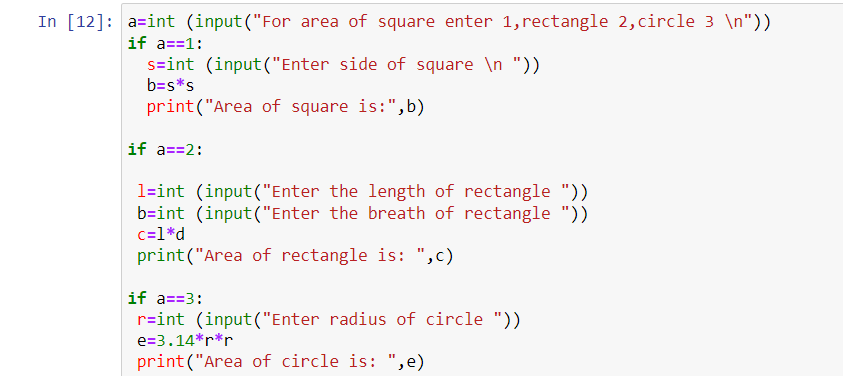 In [12]: a=int (input("For area of square enter 1,rectangle 2,circle 3 \n"))
if a==1:
  s=int (input("Enter side of square \n "))
  b=s*s
  print("Area of square is:",b)
if a==2:
 l=int (input("Enter the length of rectangle "))
 b=int (input("Enter the breath of rectangle "))
 c=l*d
 print("Area of rectangle is: ",c)
if a==3:
 r=int (input("Enter radius of circle "))
 e=3.14*r*r
 print("Area of circle is: ",e)